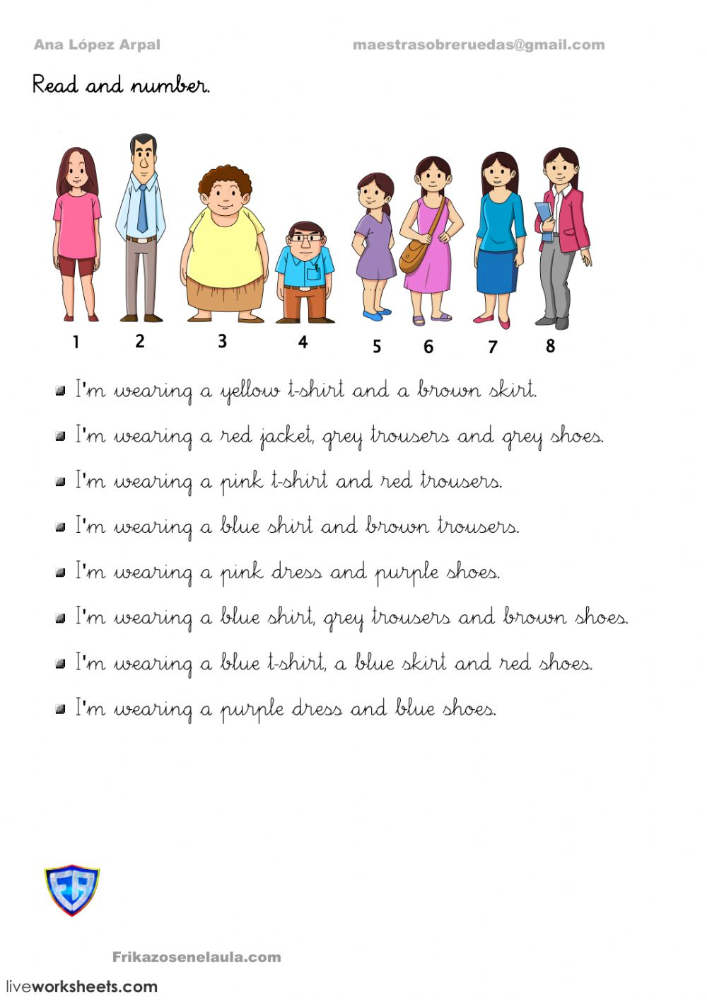 Ana López Arpal
maestrasobreruedas@gmail.com
Read and number.
1 2 3 4 5 6 7 8
I'm wearing a yellow t-shirt and a brown skirt.
I'm wearing a red jacket, grey trousers and grey shoes.
I'm wearing a pink t-shirt and red trousers.
I'm wearing a blue shirt and brown trousers.
I'm wearing a pink dress and purple shoes.
I'm wearing a blue shirt, grey trousers and brown shoes.
I'm wearing a blue t-shirt, a blue skirt and red shoes.
I'm wearing a purple dress and blue shoes.
FA
Frikazosenelaula.com
liveworksheets.com